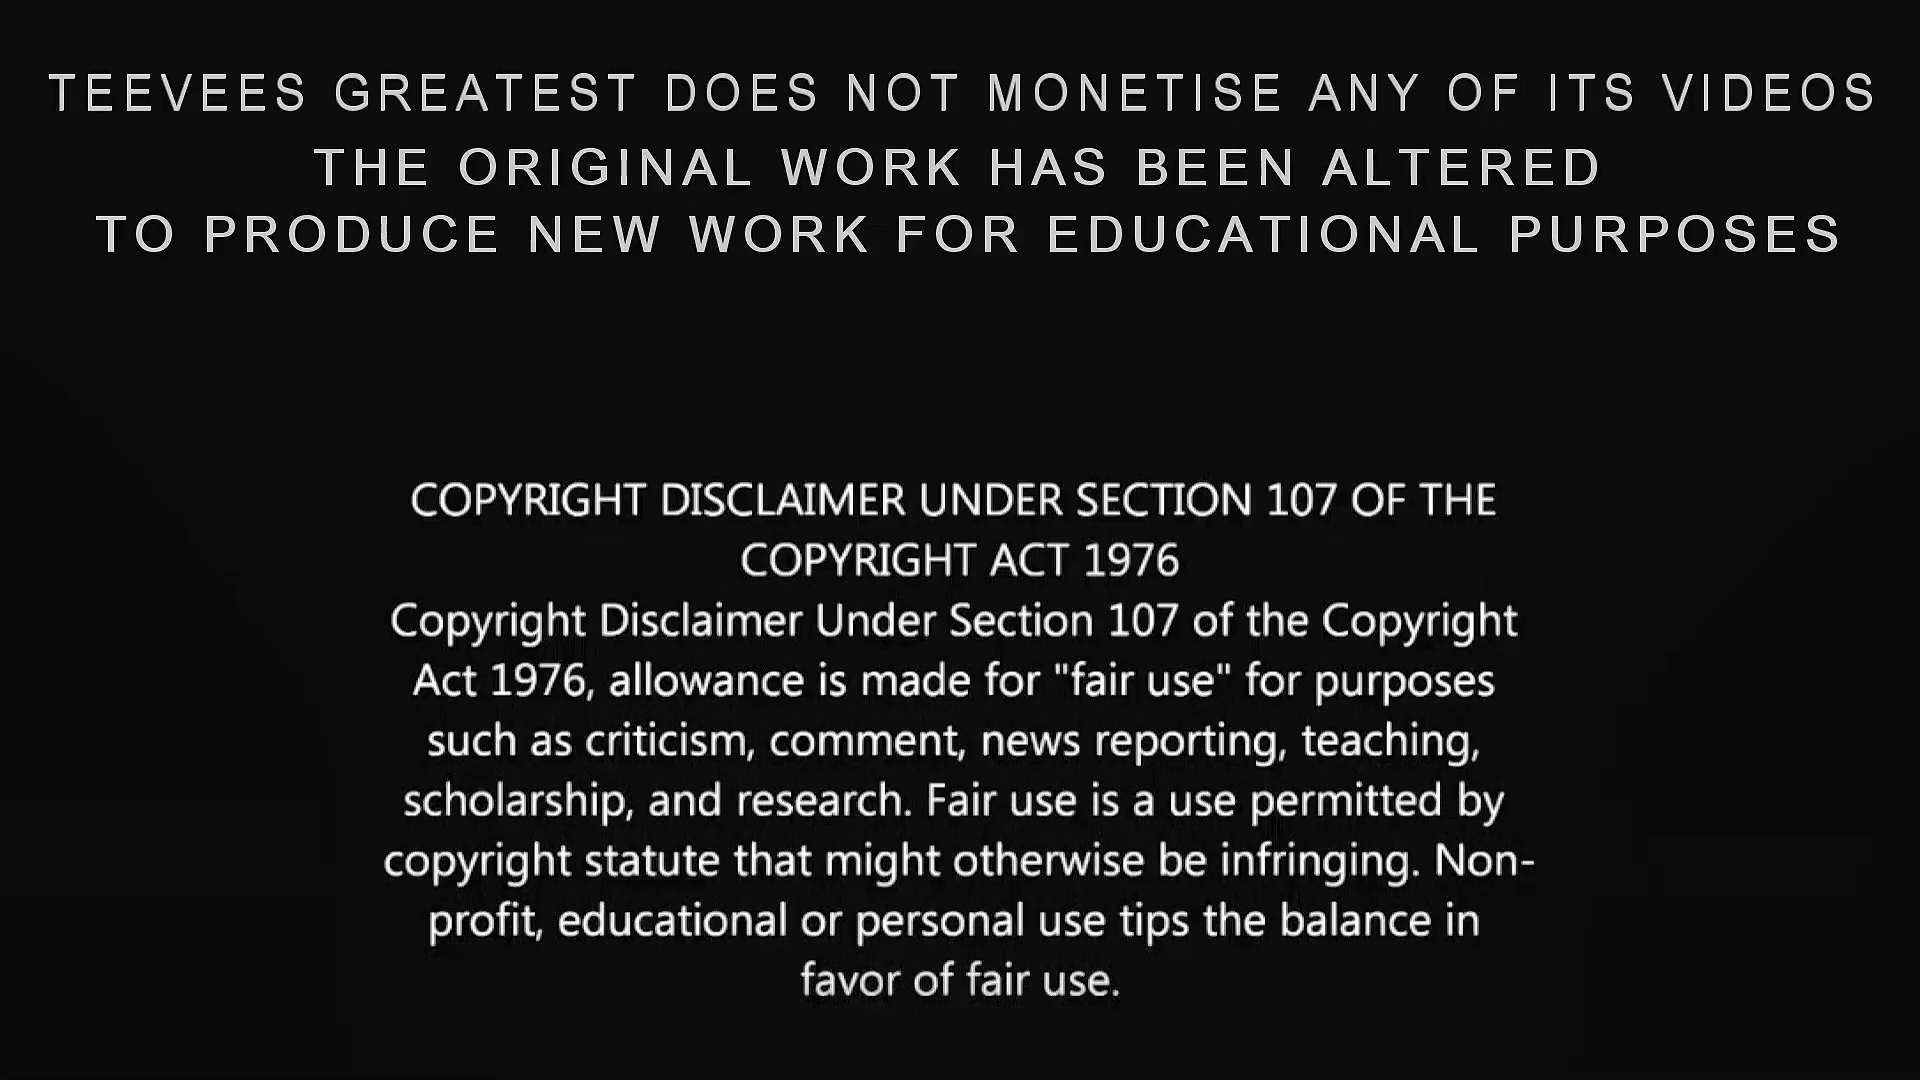 TEEVEES GREATEST DOES NOT MONETISE ANY OF ITS VIDEOS
THE ORIGINAL WORK HAS BEEN ALTERED
TO PRODUCE NEW WORK FOR EDUCATIONAL PURPOSES
COPYRIGHT DISCLAIMER UNDER SECTION 107 OF THE
COPYRIGHT ACT 1976
Copyright Disclaimer Under Section 107 of the Copyright
Act 1976, allowance is made for "fair use" for purposes
such as criticism, comment, news reporting, teaching,
scholarship, and research. Fair use is a use permitted by
copyright statute that might otherwise be infringing. Non-
profit, educational or personal use tips the balance in
favor of fair use.